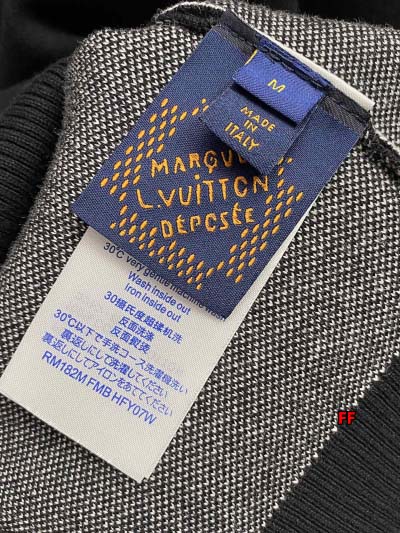 M
MADE
IN
ITALY
MARQUE
L.VUITTON
DÉPOSÉE
30°C very gentle machine
Wash inside out
Iron inside out
30摄氏度超柔机洗
反面洗涤
反面熨烫
30℃以下で手洗コース洗濯機洗い
裏返しにして洗濯してください
裏返しにしてアイロンをあててください
RM182M FMB HFY07W
FF